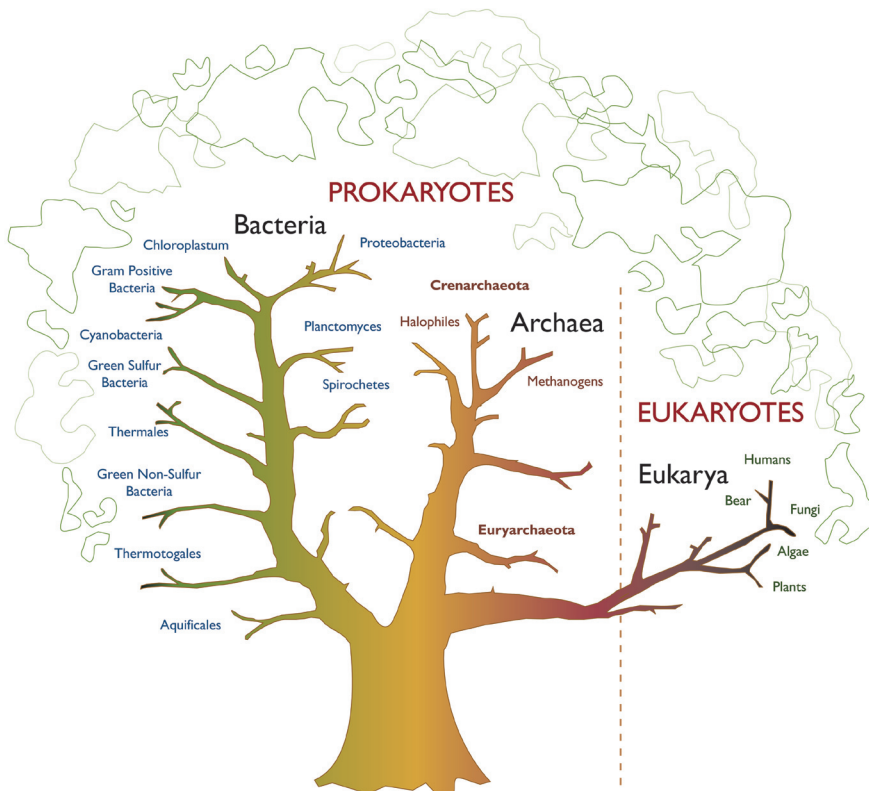 PROKARYOTES
Bacteria
Chloroplastum
Proteobacteria
Gram Positive
Bacteria
Crenarchaeota
Cyanobacteria
Planctomyces
Halophiles
Archaea
Green Sulfur
Bacteria
Spirochetes
Methanogens
EUKARYOTES
Thermales
Eukarya
Humans
Green Non-Sulfur
Bacteria
Bear
Fungi
Euryarchaeota
Thermotogales
Algae
Plants
Aquificales